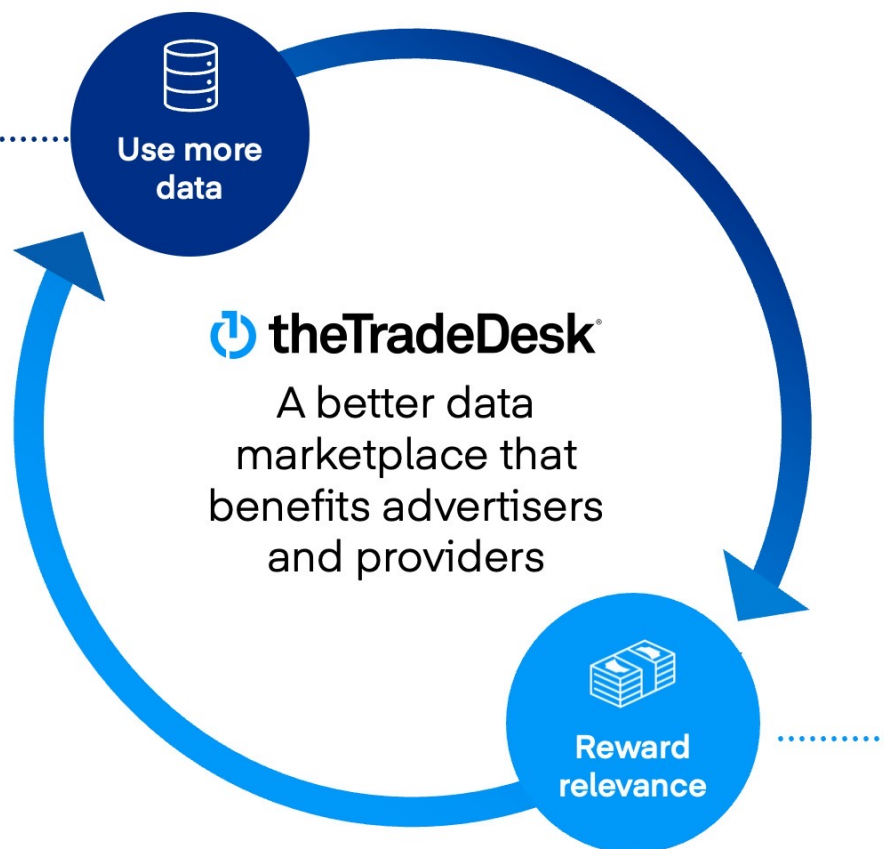 Use more
data
theTradeDesk®
A better data
marketplace that
benefits advertisers
and providers
Reward
relevance